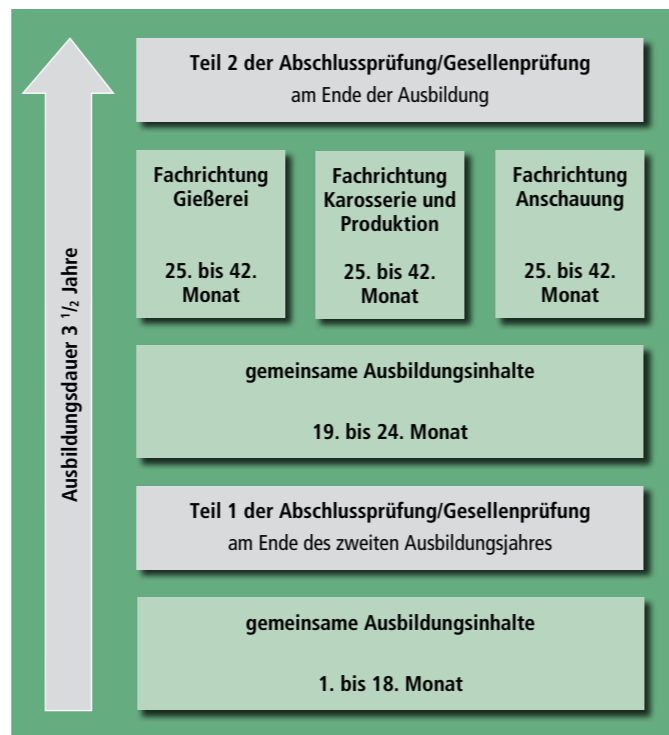 Teil 2 der Abschlussprüfung/Gesellenprüfung
am Ende der Ausbildung
Fachrichtung
Gießerei
25. bis 42.
Monat
Fachrichtung
Karosserie und
Produktion
25. bis 42.
Monat
Fachrichtung
Anschauung
25. bis 42.
Monat
gemeinsame Ausbildungsinhalte
19. bis 24. Monat
Teil 1 der Abschlussprüfung/Gesellenprüfung
am Ende des zweiten Ausbildungsjahres
gemeinsame Ausbildungsinhalte
1. bis 18. Monat
Ausbildungsdauer 3 1/2 Jahre